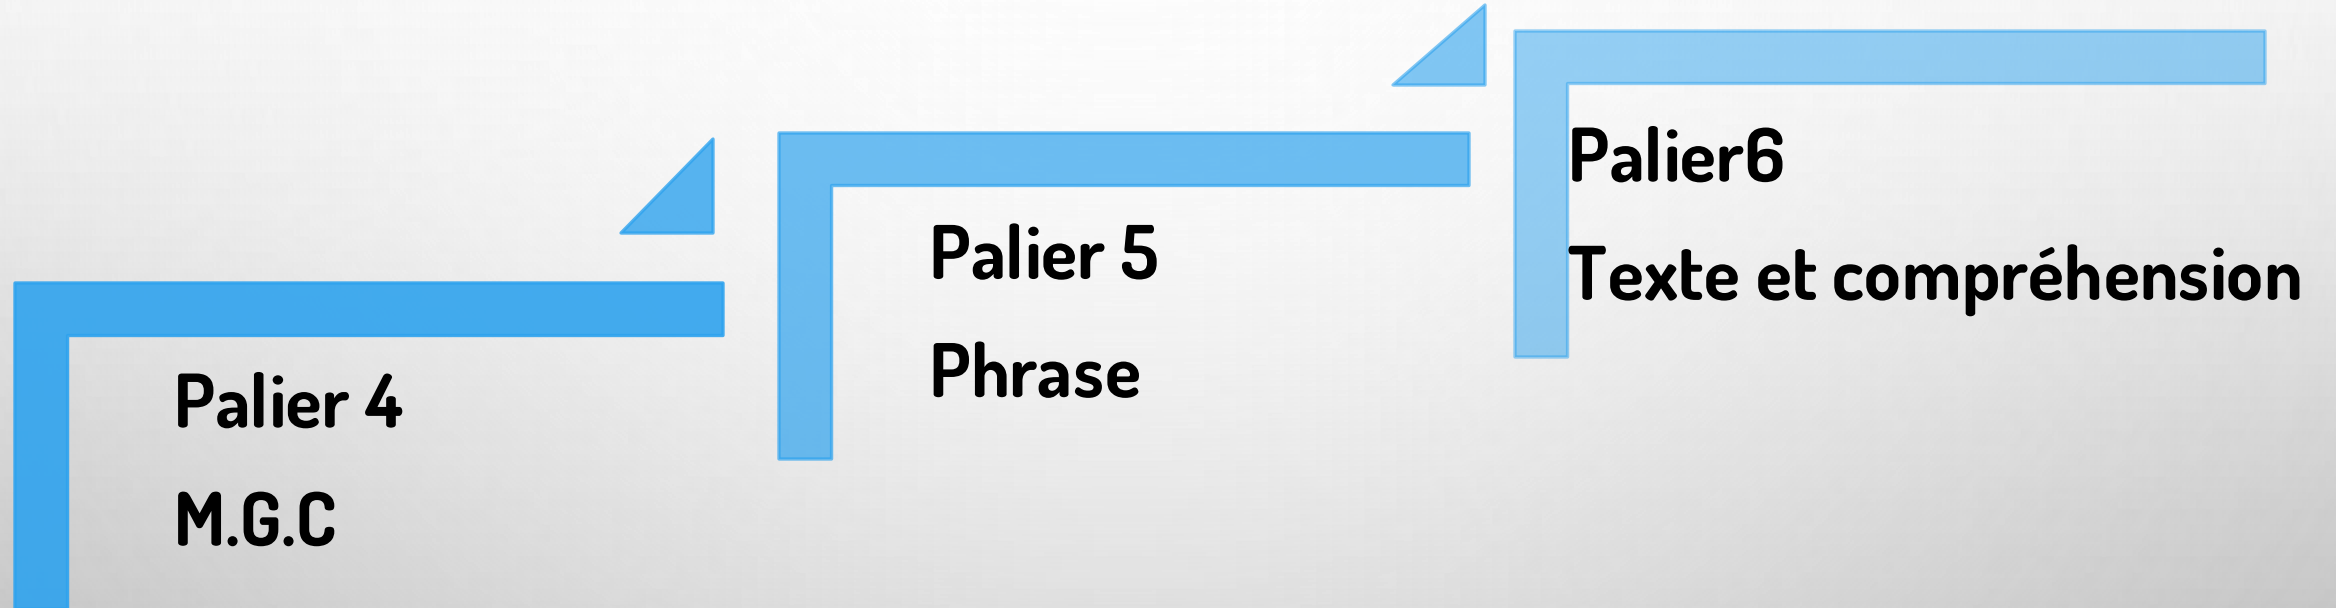 Palier 4
M.G.C
Palier 5
Phrase
Palier6
Texte et compréhension